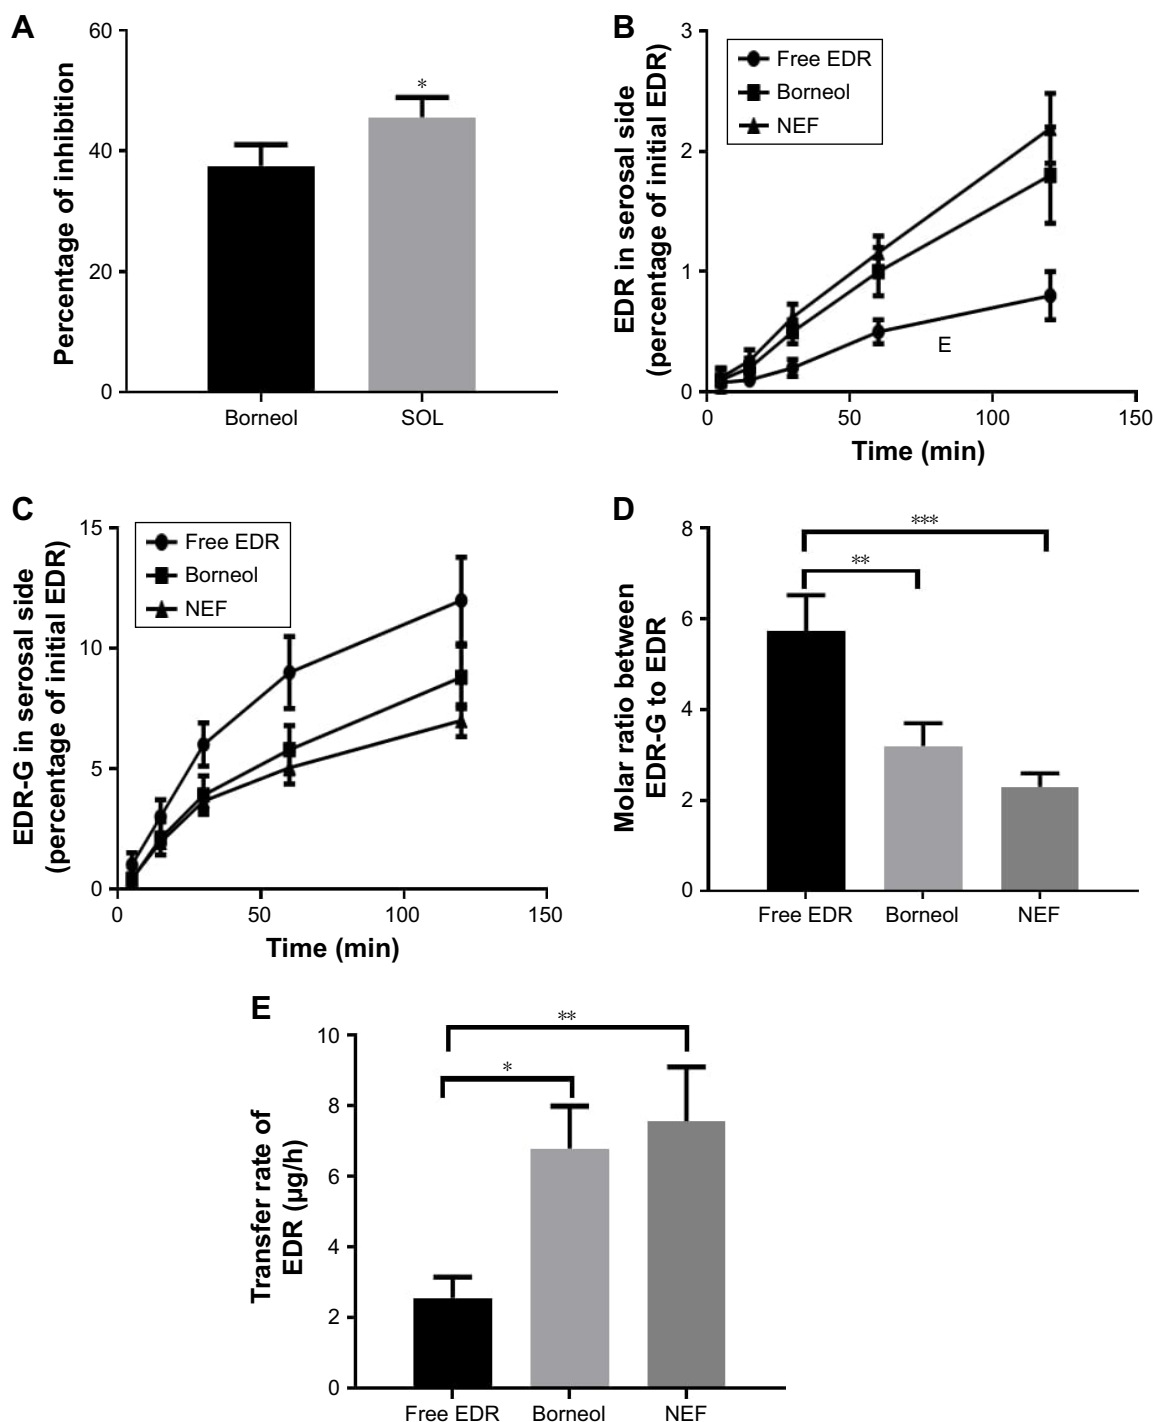 A
Percentage of inhibition
60
40
20
0
*
Borneol
SOL
B
EDR in serosal side
(percentage of initial EDR)
3
2
1
0
Free EDR
Borneol
NEF
E
0
50
100
150
Time (min)
C
EDR-G in serosal side
(percentage of initial EDR)
15
10
5
0
Free EDR
Borneol
NEF
0
50
100
150
Time (min)
D
Molar ratio between
EDR-G to EDR
8
6
4
2
0
***
**
Free EDR
Borneol
NEF
E
Transfer rate of
EDR (µg/h)
10
8
6
4
2
0
**
*
Free EDR
Borneol
NEF